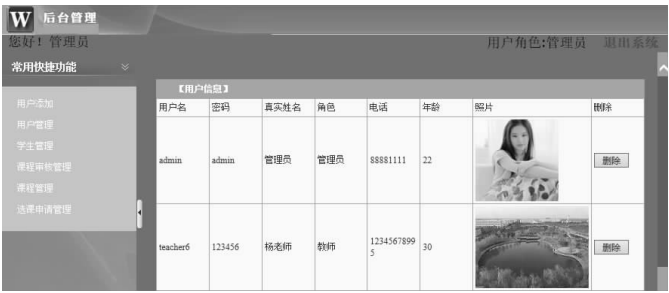 W 后台管理
您好！管理员 用户角色:管理员 退出系统
常用快捷功能
用户添加
用户管理
学生管理
课程审核管理
课程管理
选课申请管理
【用户信息】
用户名 密码 真实姓名 角色 电话 年龄 照片 删除
admin admin 管理员 管理员 88881111 22 删除
teacher6 123456 杨老师 教师 1234567899
5 30 删除